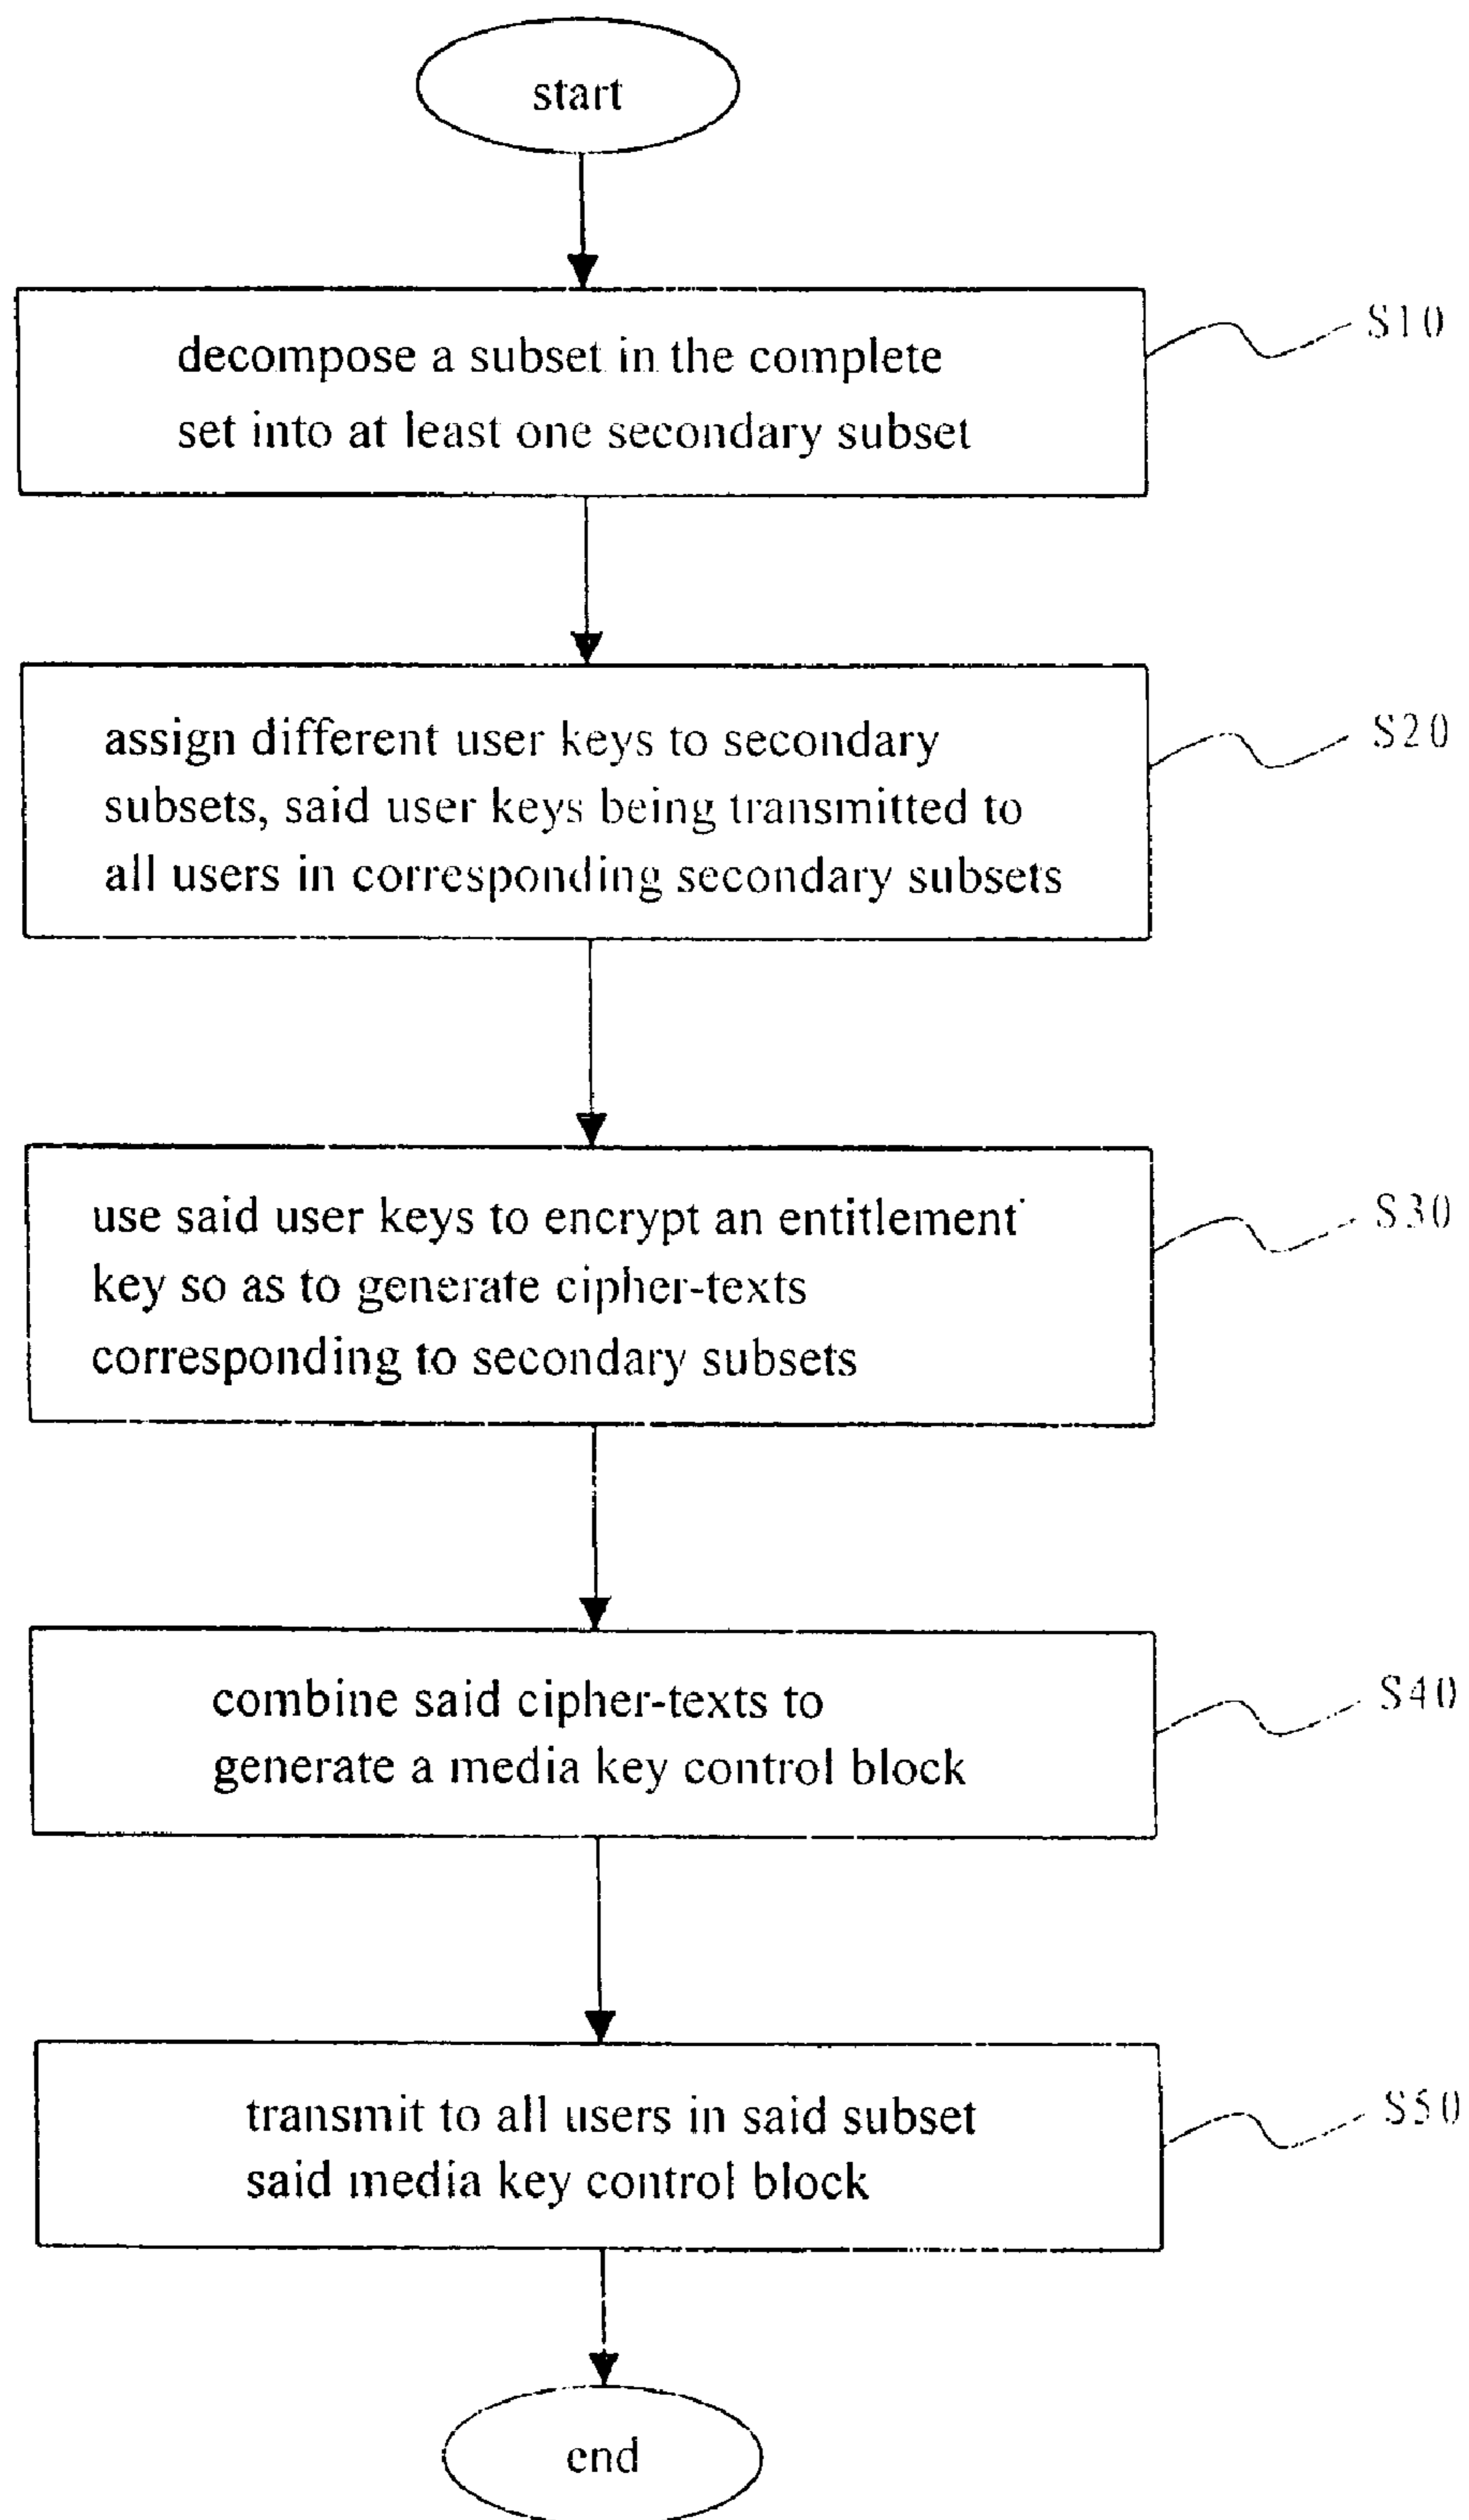 start
decompose a subset in the complete
set into at least one secondary subset
S10
assign different user keys to secondary
subsets, said user keys being transmitted to
all users in corresponding secondary subsets
S20
use said user keys to encrypt an entitlement
key so as to generate cipher-texts
corresponding to secondary subsets
S30
combine said cipher-texts to
generate a media key control block
S40
transmit to all users in said subset
said media key control block
S50
end